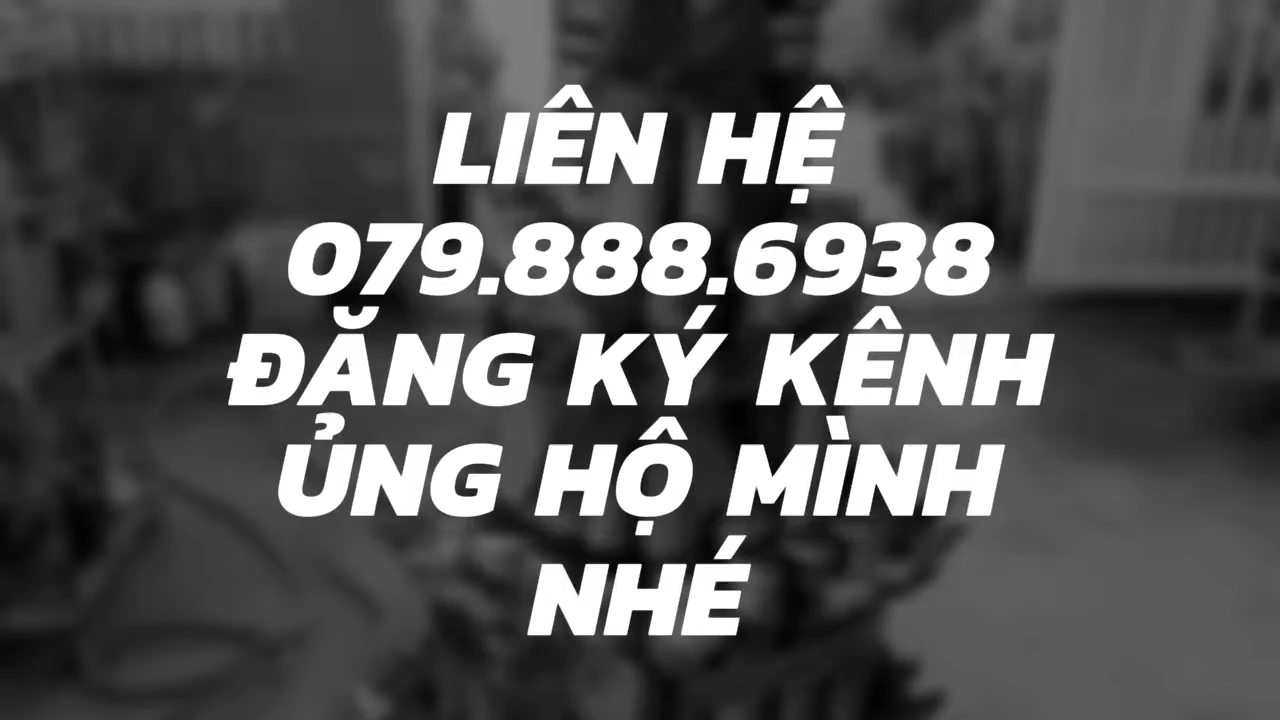 LIÊN HỆ
079.888.6938
ĐĂNG KÝ KÊNH
ỦNG HỘ MÌNH
NHÉ